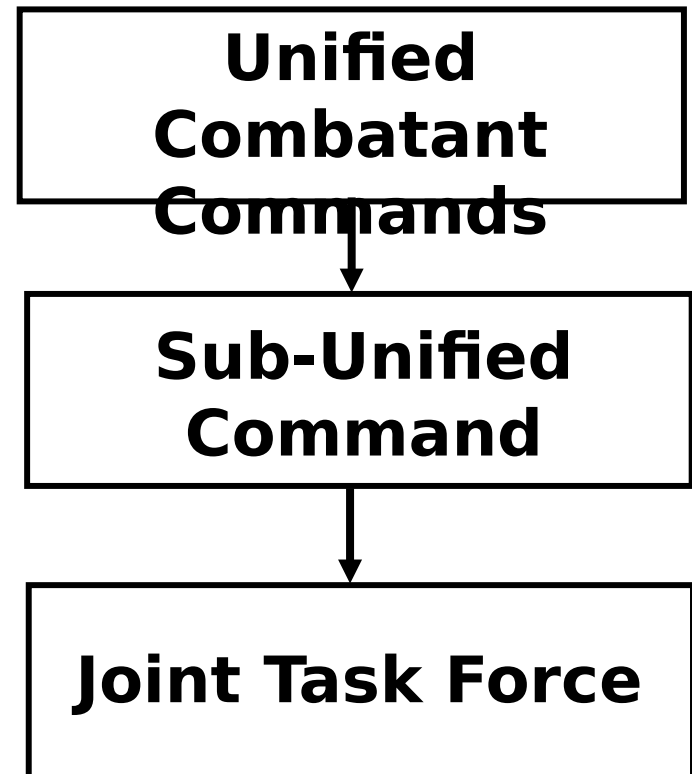 Unified
Combatant
Commands
Sub-Unified
Command
Joint Task Force